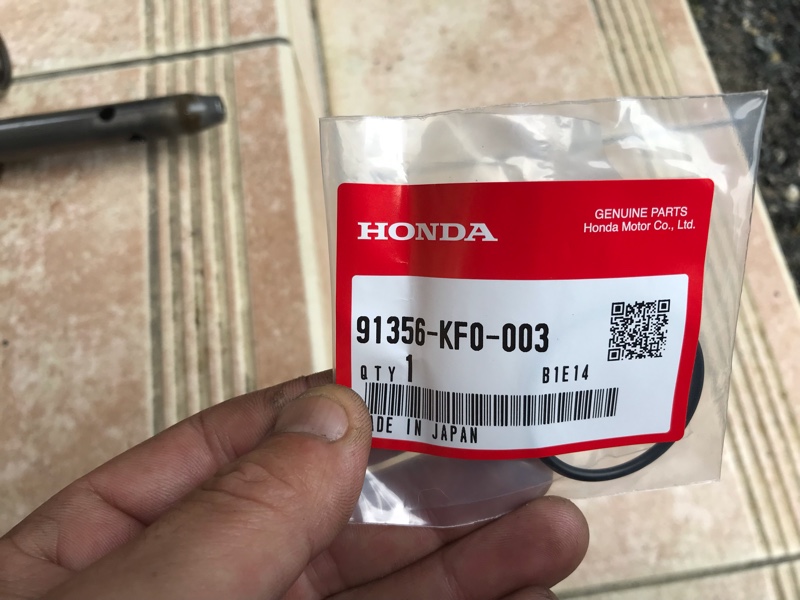 HONDA
GENUINE PARTS
Honda Motor Co., Ltd.
91356-KF0-003
QTY 1
B1E14
ADE IN JAPAN